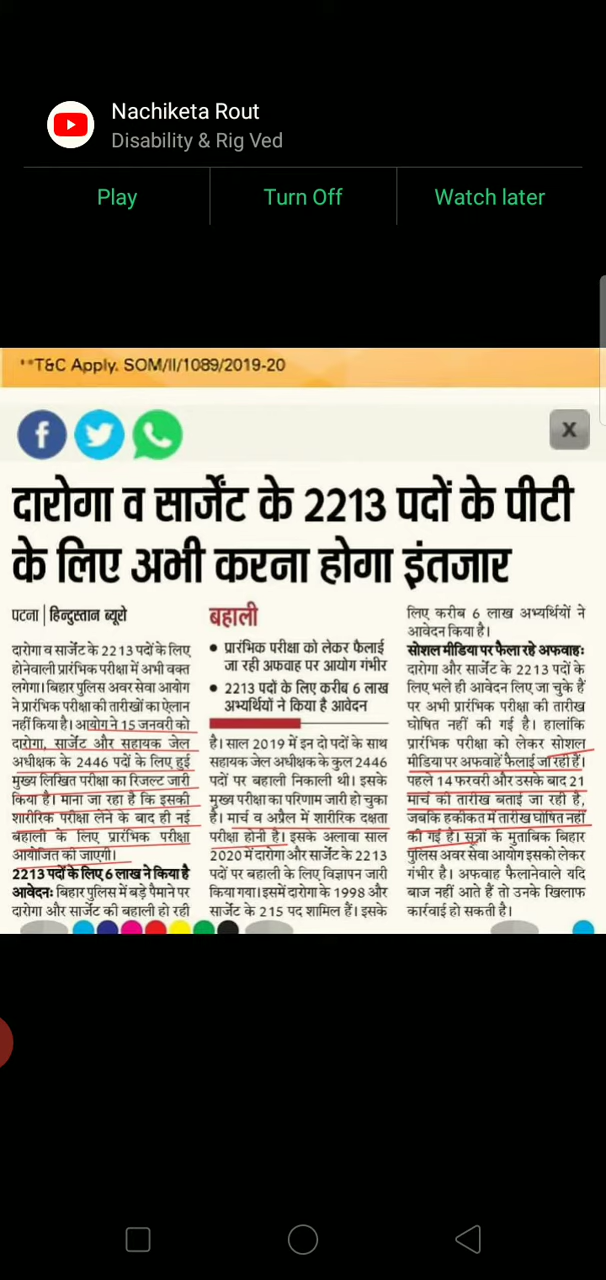 Nachiketa Rout
Disability & Rig Ved
Play
Turn Off
Watch later
**T&C Apply. SOM/II/1089/2019-20
X
दारोगा व सार्जेंट के 2213 पदों के पीटी
के लिए अभी करना होगा इंतजार
पटना | हिन्दुस्तान ब्यूरो
दारोगा व सार्जेट के 2213 पदों के लिए
होनेवाली प्रारंभिक परीक्षा में अभी वक्त
लगेगा। बिहार पुलिस अवर सेवा आयोग
ने प्रारंभिक परीक्षा की तारीखों का ऐलान
नहीं किया है। आयोग ने 15 जनवरी को
दारोगा, सार्जेट और सहायक जेल
अधीक्षक के 2446 पदों के लिए हुई
मुख्य लिखित परीक्षा का रिजल्ट जारी
किया है। माना जा रहा है कि इसकी
शारीरिक परीक्षा लेने के बाद ही नई
बहाली के लिए प्रारंभिक परीक्षा
आयोजित की जाएगी।
2213 पदों के लिए 6 लाख ने किया है
आवेदनः बिहार पुलिस में बड़े पैमाने पर
दारोगा और सार्जेट की बहाली हो रही
बहाली
• प्रारंभिक परीक्षा को लेकर फैलाई
जा रही अफवाह पर आयोग गंभीर
• 2213 पदों के लिए करीब 6 लाख
अभ्यर्थियों ने किया है आवेदन
है। साल 2019 में इन दो पदों के साथ
सहायक जेल अधीक्षक के कुल 2446
पदों पर बहाली निकाली थी। इसके
मुख्य परीक्षा का परिणाम जारी हो चुका
है। मार्च व अप्रैल में शारीरिक दक्षता
परीक्षा होनी है। इसके अलावा साल
2020 में दारोगा और सार्जेट के 2213
पदों पर बहाली के लिए विज्ञापन जारी
किया गया। इसमें दारोगा के 1998 और
सार्जेट के 215 पद शामिल हैं। इसके
लिए करीब 6 लाख अभ्यर्थियों ने
आवेदन किया है।
सोशल मीडिया पर फैला रहे अफवाहः
दारोगा और सार्जेट के 2213 पदों के
लिए भले ही आवेदन लिए जा चुके हैं
पर अभी प्रारंभिक परीक्षा की तारीख
घोषित नहीं की गई है। हालांकि
प्रारंभिक परीक्षा को लेकर सोशल
मीडिया पर अफवाहें फैलाई जा रही हैं।
पहले 14 फरवरी और उसके बाद 21
मार्च की तारीख बताई जा रही है,
जबकि हकीकत में तारीख घोषित नहीं
की गई है। सूत्रों के मुताबिक बिहार
पुलिस अवर सेवा आयोग इसको लेकर
गंभीर है। अफवाह फैलानेवाले यदि
बाज नहीं आते हैं तो उनके खिलाफ
कार्रवाई हो सकती है।